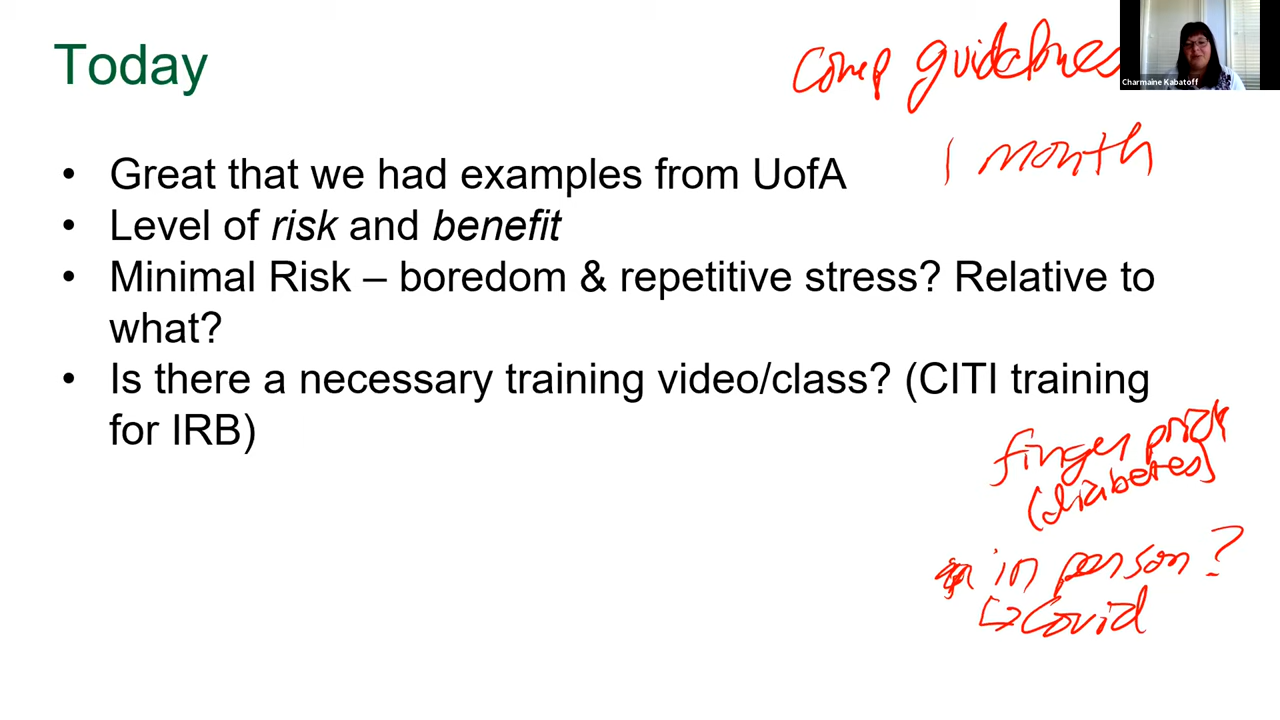 Today
comp guidelines
Charmaine Kabatoff
1 month
• Great that we had examples from UofA
• Level of risk and benefit
• Minimal Risk – boredom & repetitive stress? Relative to
what?
• Is there a necessary training video/class? (CITI training
for IRB)
finger prick
(diabetes)
in person?
↳ Covid